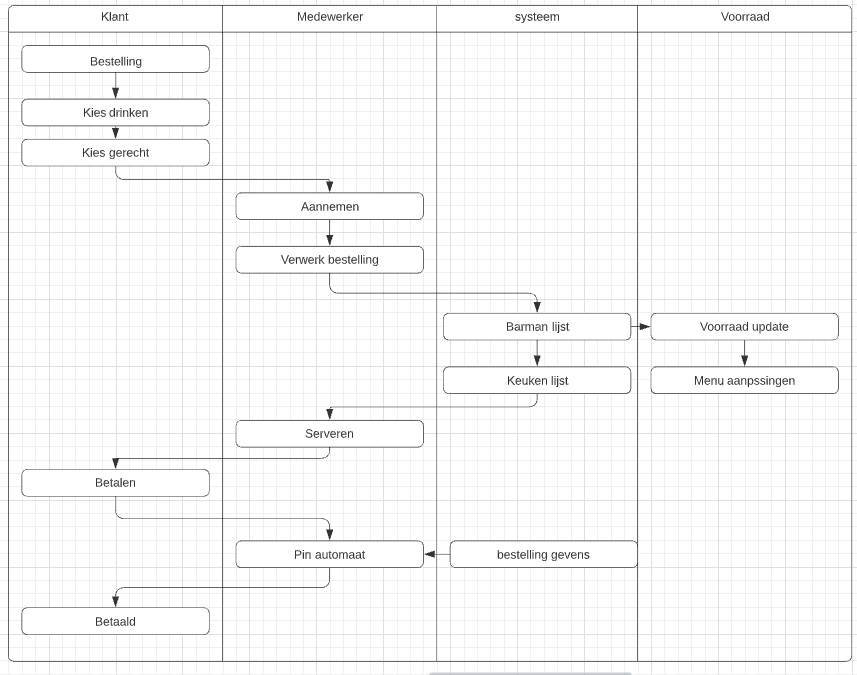 Klant
Medewerker
systeem
Voorraad
Bestelling
Kies drinken
Kies gerecht
Aannemen
Verwerk bestelling
Barman lijst
Voorraad update
Keuken lijst
Menu aanpssingen
Serveren
Betalen
Pin automaat
bestelling gevens
Betaald